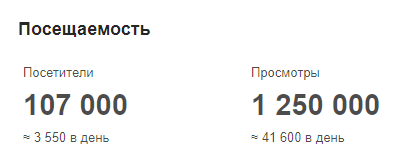 Посещаемость
Посетители
Просмотры
107 000
1 250 000
≈ 3 550 в день
≈ 41 600 в день